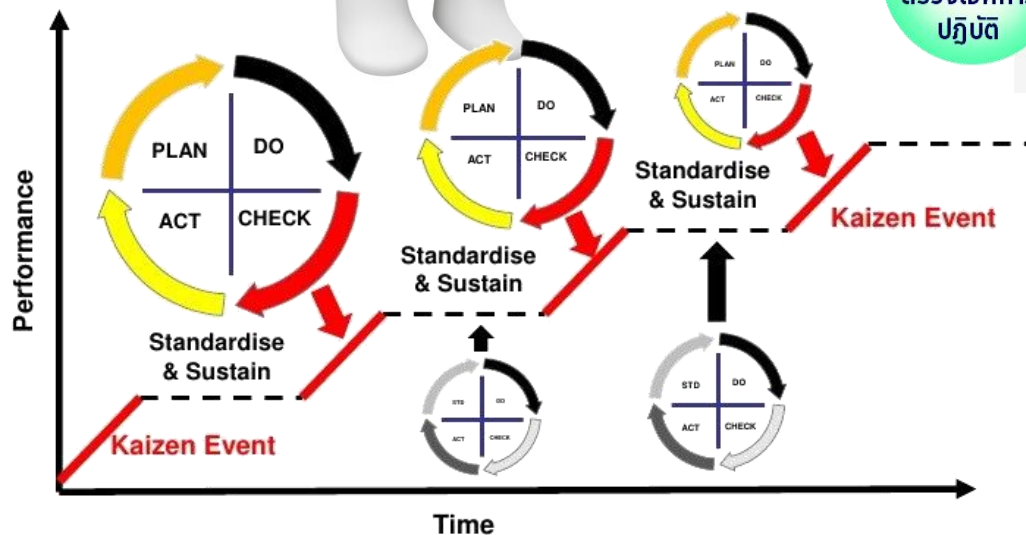 ปฏิบัติ
PLAN
DO
ACT
CHECK
PLAN
DO
ACT
CHECK
PLAN
DO
ACT
CHECK
Standardise
& Sustain
Kaizen Event
Standardise
& Sustain
Standardise
& Sustain
Kaizen Event
STD
DO
ACT
CHECK
STD
DO
ACT
CHECK
Performance
Time